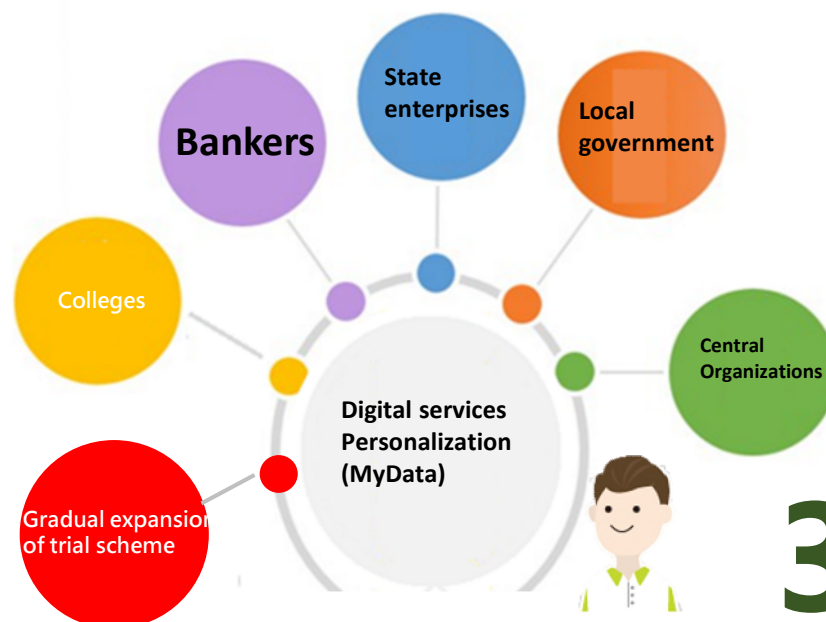 State
enterprises
Local
government
Bankers
Colleges
Central
Organizations
Digital services
Personalization
(MyData)
Gradual expansion
of trial scheme
3